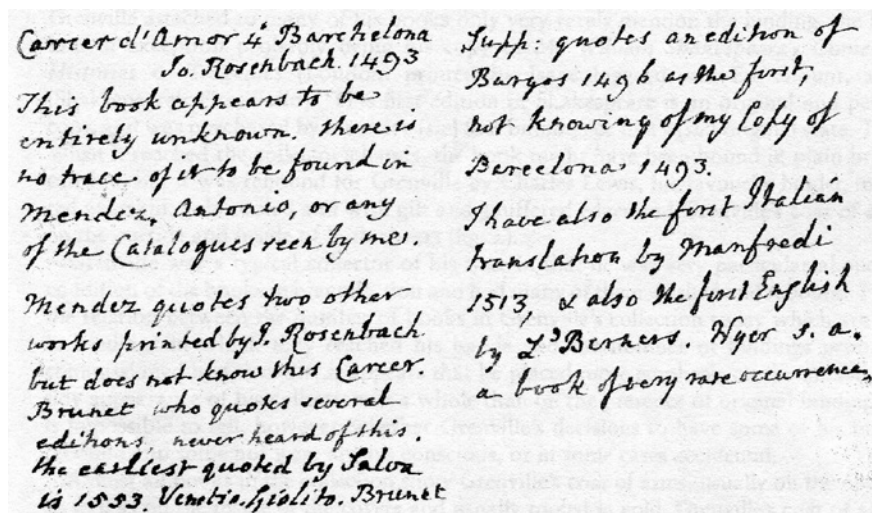 Carcer d'Amor 4 Barchelona
Jo. Rosenbach. 1493
This book appears to be
entirely unknown. there is
no trace of it to be found in
Mendez, Antonio, or any
of the Catalogues seen by me.
Mendez quotes two other
works printed by J. Rosenbach.
but does not know this Carcer.
Brunet who quotes several
editions never heard of this.
the earliest quoted by Salva
is 1553. Venetia. Giolito. Brunet
Supp. quotes an edition of
Burgos 1496 as the first,
not knowing of my Copy of
Barcelona. 1493.
I have also the first Italian
translation by Manfredi
1513 & also the first English
by L. Berners. Wyer s. a,
a book of very rare occurrence,